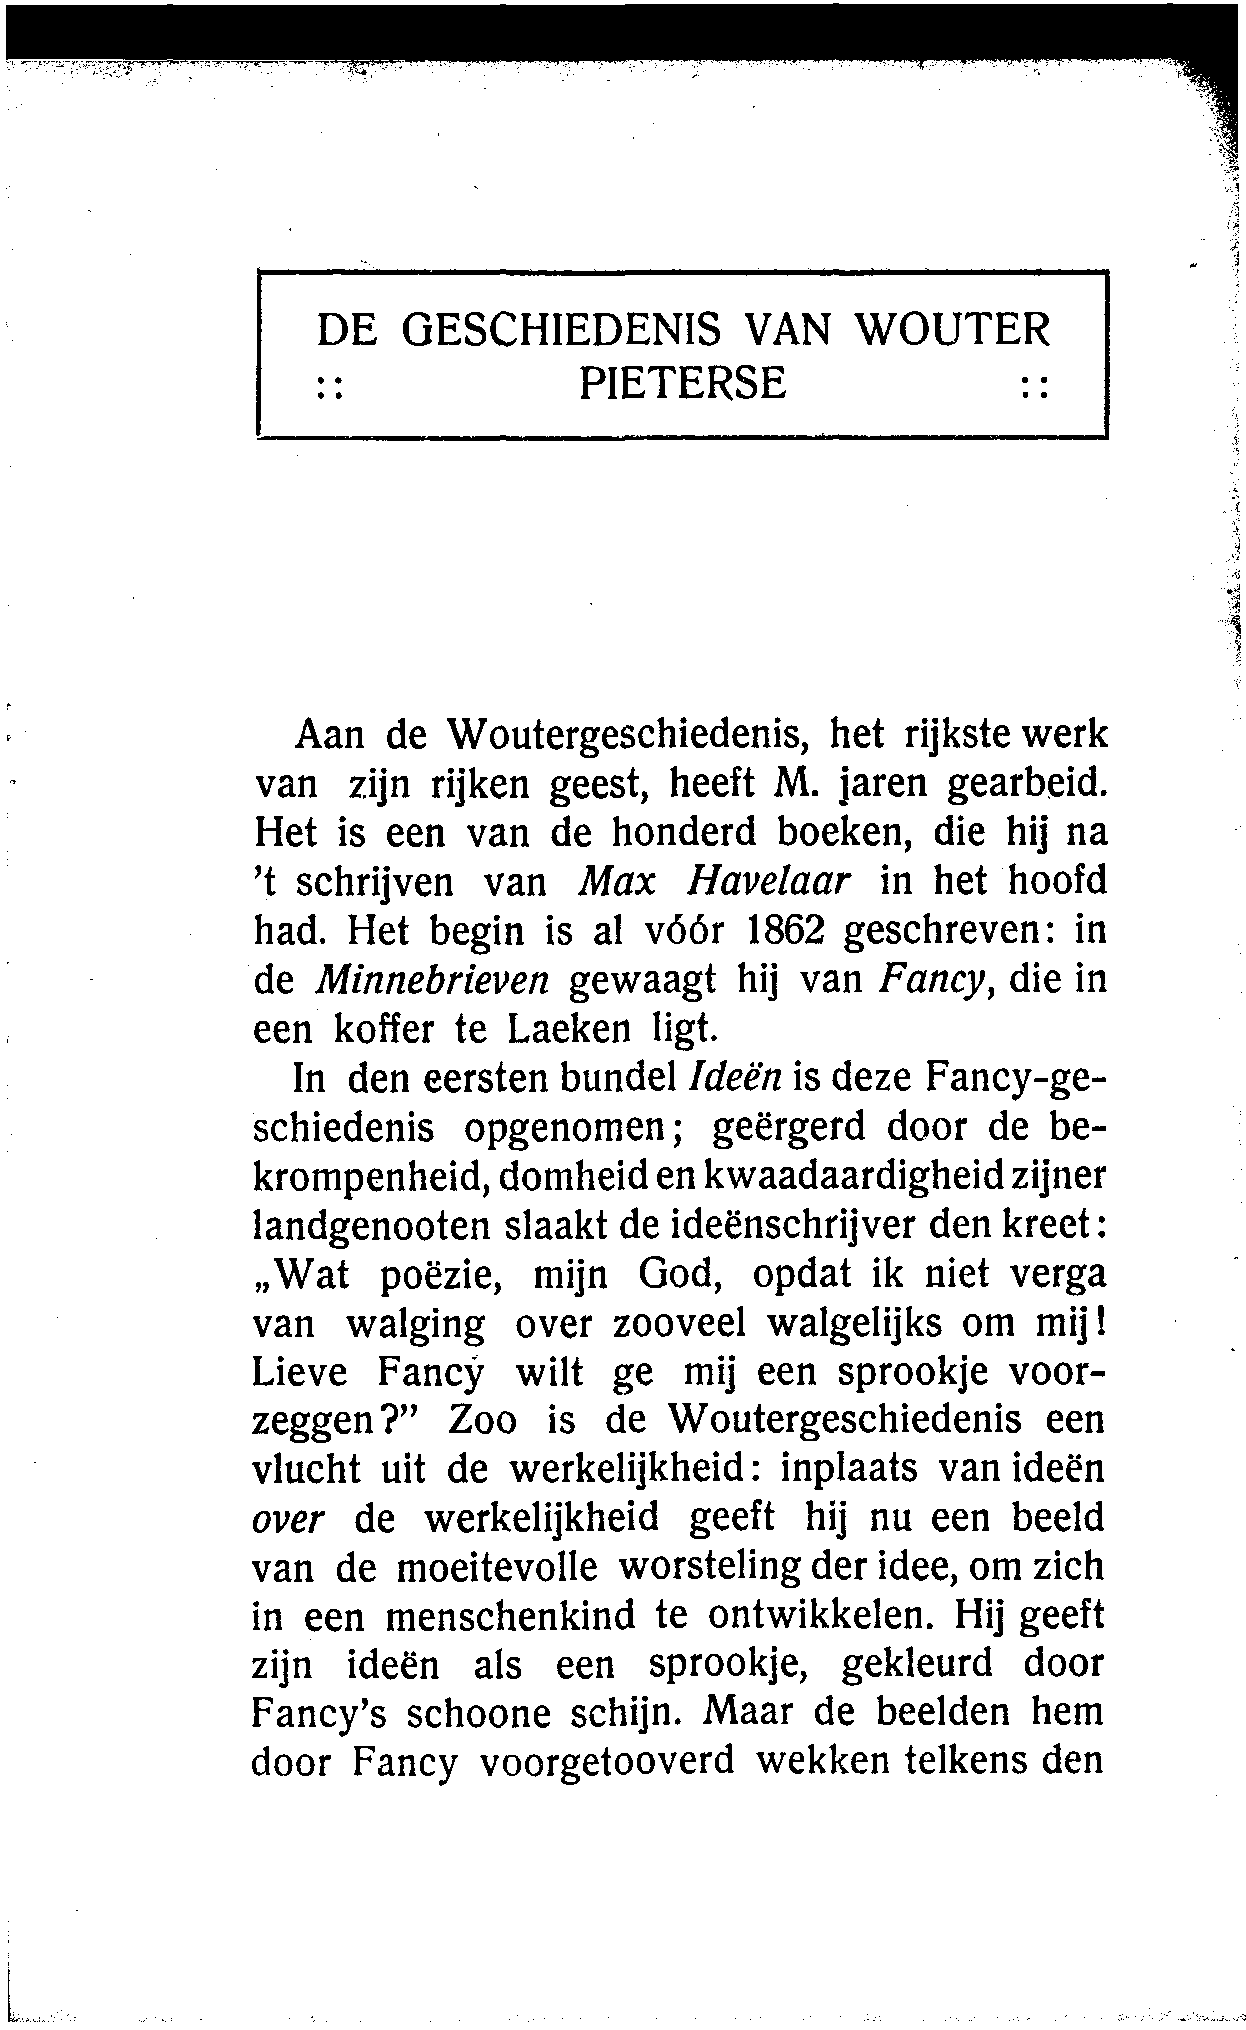 DE GESCHIEDENIS VAN WOUTER
:: PIETERSE ::
Aan de Woutergeschiedenis, het rijkste werk
van zijn rijken geest, heeft M. jaren gearbeid.
Het is een van de honderd boeken, die hij na
't schrijven van Max Havelaar in het hoofd
had. Het begin is al vóór 1862 geschreven: in
de Minnebrieven gewaagt hij van Fancy, die in
een koffer te Laeken ligt.
In den eersten bundel Ideën is deze Fancy-ge-
schiedenis opgenomen; geërgerd door de be-
krompenheid, domheid en kwaadaardigheid zijner
landgenooten slaakt de ideënschrijver den kreet:
„Wat poëzie, mijn God, opdat ik niet verga
van walging over zooveel walgelijks om mij!
Lieve Fancy wilt ge mij een sprookje voor-
zeggen?” Zoo is de Woutergeschiedenis een
vlucht uit de werkelijkheid: inplaats van ideën
over de werkelijkheid geeft hij nu een beeld
van de moeitevolle worsteling der idee, om zich
in een menschenkind te ontwikkelen. Hij geeft
zijn ideën als een sprookje, gekleurd door
Fancy's schoone schijn. Maar de beelden hem
door Fancy voorgetooverd wekken telkens den